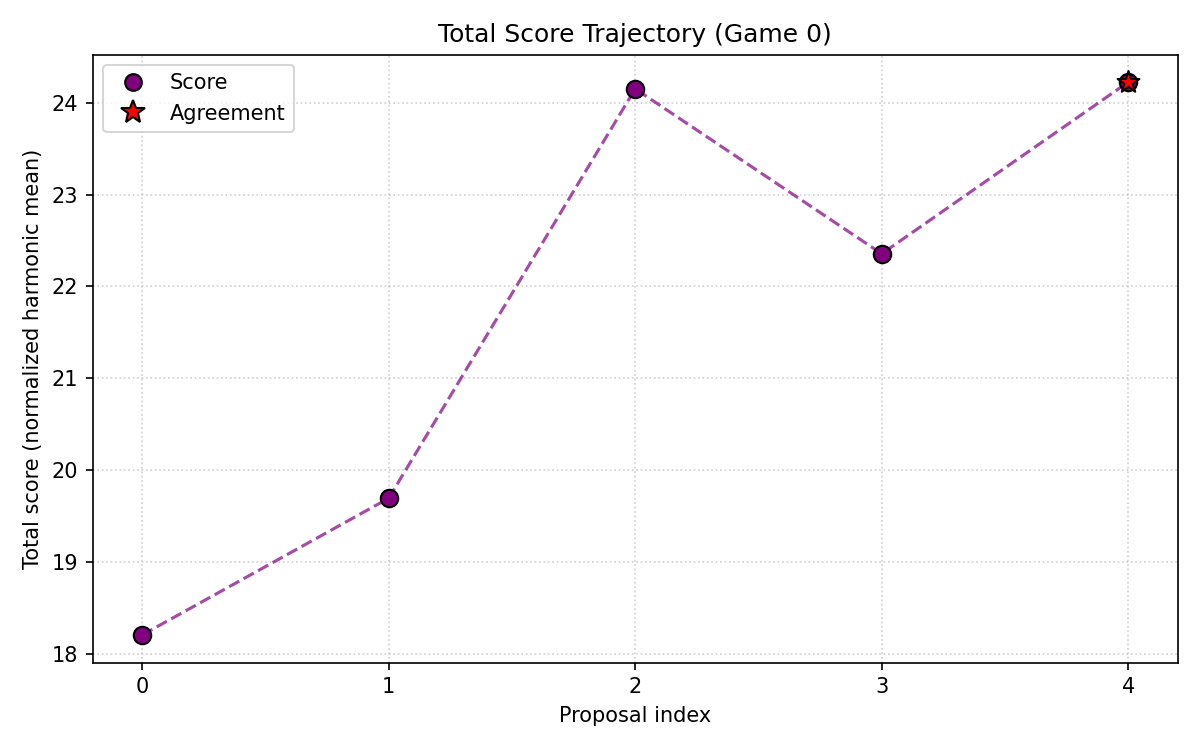 Total Score Trajectory (Game 0)
Score
Agreement
Total score (normalized harmonic mean)
24
23
22
21
20
19
18
0 1 2 3 4
Proposal index